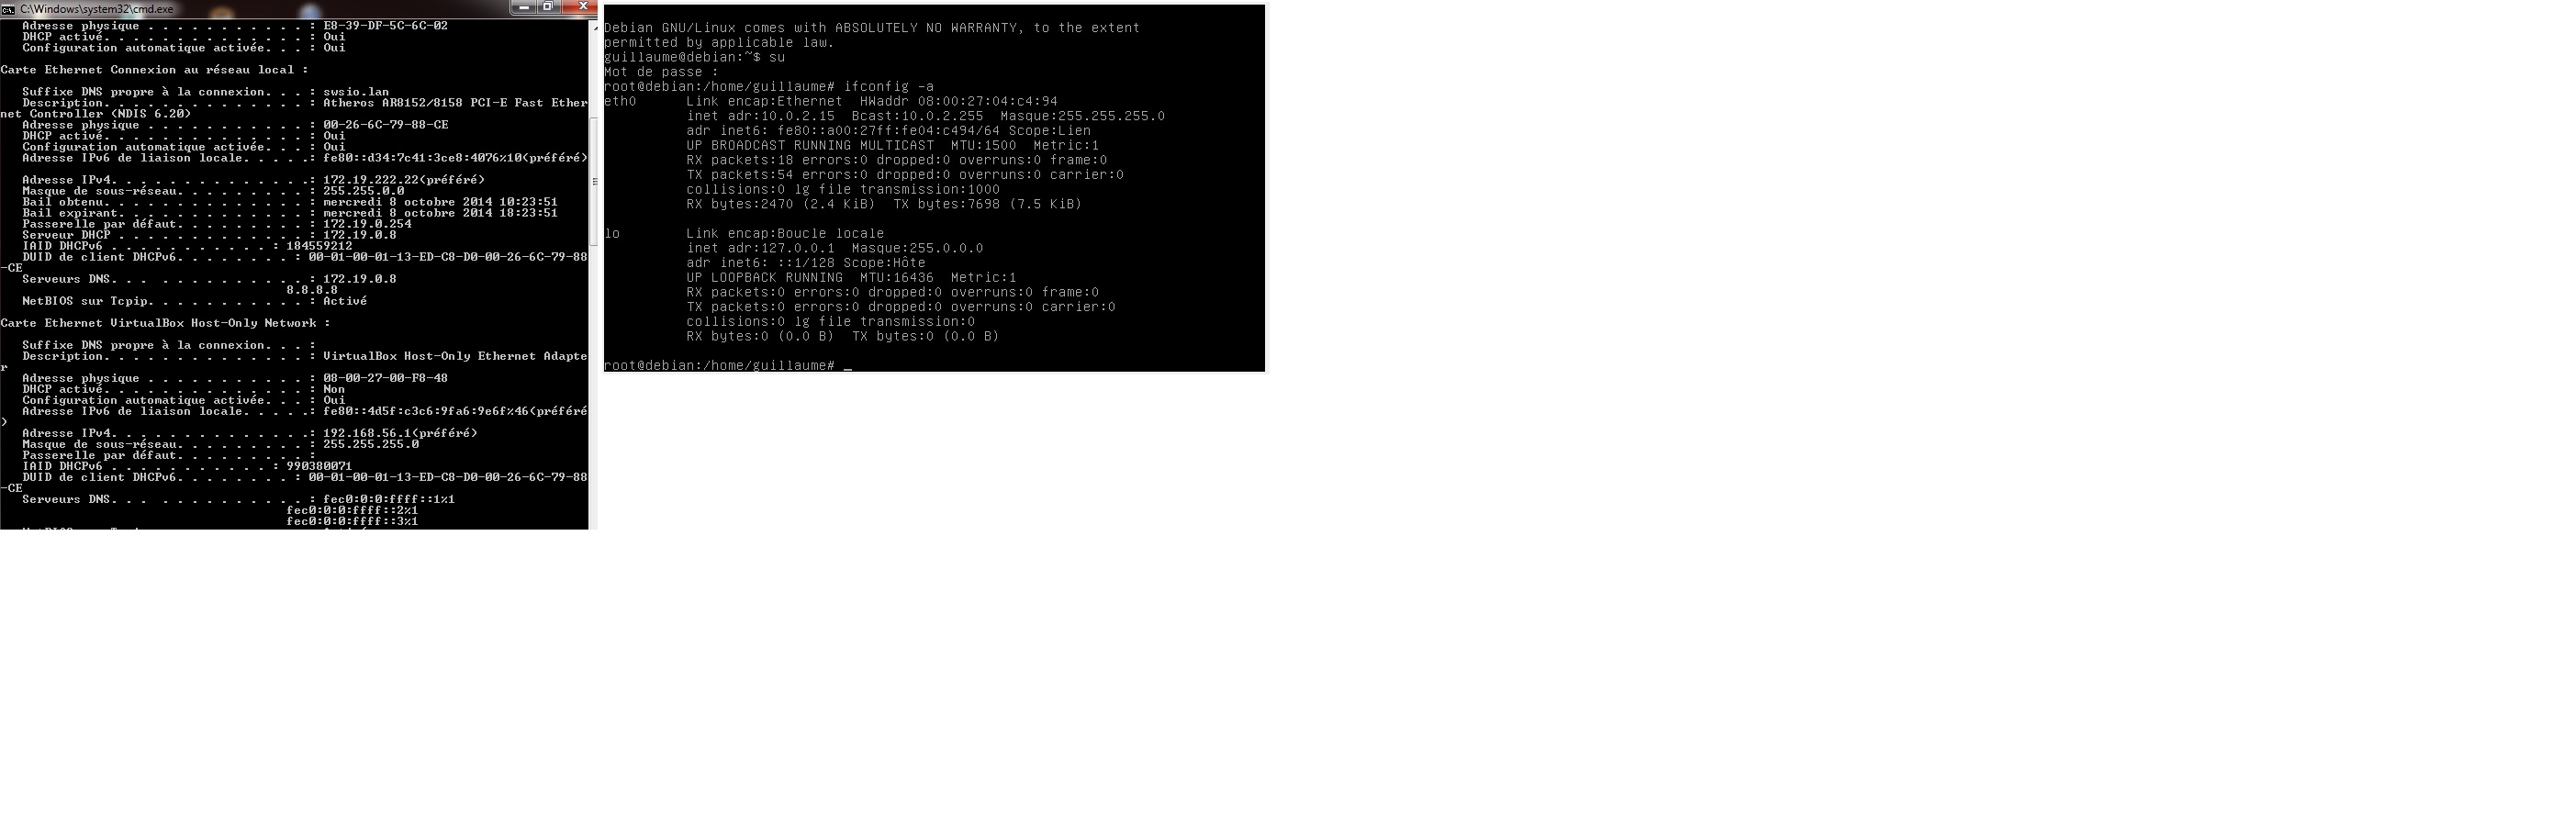 C:\Windows\system32\cmd.exe
Adresse physique . . . . . . . . . . . : E8-39-DF-5C-6C-02
DHCP activé. . . . . . . . . . . . . . : Oui
Configuration automatique activée. . . : Oui
Carte Ethernet Connexion au réseau local :
Suffixe DNS propre à la connexion. . . : swsio.lan
Description. . . . . . . . . . . . . . : Atheros AR8152/8158 PCI-E Fast Ether
net Controller (NDIS 6.20)
Adresse physique . . . . . . . . . . . : 00-26-6C-79-88-CE
DHCP activé. . . . . . . . . . . . . . : Oui
Configuration automatique activée. . . : Oui
Adresse IPv6 de liaison locale. . . . .: fe80::d34:7c41:3ce8:4076%10(préféré)
Adresse IPv4. . . . . . . . . . . . . .: 172.19.222.22(préféré)
Masque de sous-réseau. . . . . . . . . : 255.255.0.0
Bail obtenu. . . . . . . . . . . . . . : mercredi 8 octobre 2014 10:23:51
Bail expirant. . . . . . . . . . . . . : mercredi 8 octobre 2014 18:23:51
Passerelle par défaut. . . . . . . . . : 172.19.0.254
Serveur DHCP . . . . . . . . . . . . . : 172.19.0.8
IAID DHCPv6 . . . . . . . . . . . : 184559212
DUID de client DHCPv6. . . . . . . . : 00-01-00-01-13-ED-C8-D0-00-26-6C-79-88
-CE
Serveurs DNS. . . . . . . . . . . . . : 172.19.0.8
8.8.8.8
NetBIOS sur Tcpip. . . . . . . . . . . : Activé
Carte Ethernet VirtualBox Host-Only Network :
Suffixe DNS propre à la connexion. . . :
Description. . . . . . . . . . . . . . : VirtualBox Host-Only Ethernet Adapte
r
Adresse physique . . . . . . . . . . . : 08-00-27-00-F8-48
DHCP activé. . . . . . . . . . . . . . : Non
Configuration automatique activée. . . : Oui
Adresse IPv6 de liaison locale. . . . .: fe80::4d5f:c3c6:9fa6:9e6f%46(préféré
)
Adresse IPv4. . . . . . . . . . . . . .: 192.168.56.1(préféré)
Masque de sous-réseau. . . . . . . . . : 255.255.255.0
Passerelle par défaut. . . . . . . . . :
IAID DHCPv6 . . . . . . . . . . . : 990380071
DUID de client DHCPv6. . . . . . . . : 00-01-00-01-13-ED-C8-D0-00-26-6C-79-88
-CE
Serveurs DNS. . . . . . . . . . . . . : fec0:0:0:ffff::1%1
fec0:0:0:ffff::2%1
fec0:0:0:ffff::3%1
Debian GNU/Linux comes with ABSOLUTELY NO WARRANTY, to the extent
permitted by applicable law.
guillaume@debian:~$ su
Mot de passe :
root@debian:/home/guillaume# ifconfig -a
eth0 Link encap:Ethernet HWaddr 08:00:27:04:c4:94
inet adr:10.0.2.15 Bcast:10.0.2.255 Masque:255.255.255.0
adr inet6: fe80::a00:27ff:fe04:c494/64 Scope:Lien
UP BROADCAST RUNNING MULTICAST MTU:1500 Metric:1
RX packets:18 errors:0 dropped:0 overruns:0 frame:0
TX packets:54 errors:0 dropped:0 overruns:0 carrier:0
collisions:0 lg file transmission:1000
RX bytes:2470 (2.4 KiB) TX bytes:7698 (7.5 KiB)
lo Link encap:Boucle locale
inet adr:127.0.0.1 Masque:255.0.0.0
adr inet6: ::1/128 Scope:Hôte
UP LOOPBACK RUNNING MTU:16436 Metric:1
RX packets:0 errors:0 dropped:0 overruns:0 frame:0
TX packets:0 errors:0 dropped:0 overruns:0 carrier:0
collisions:0 lg file transmission:0
RX bytes:0 (0.0 B) TX bytes:0 (0.0 B)
root@debian:/home/guillaume# _